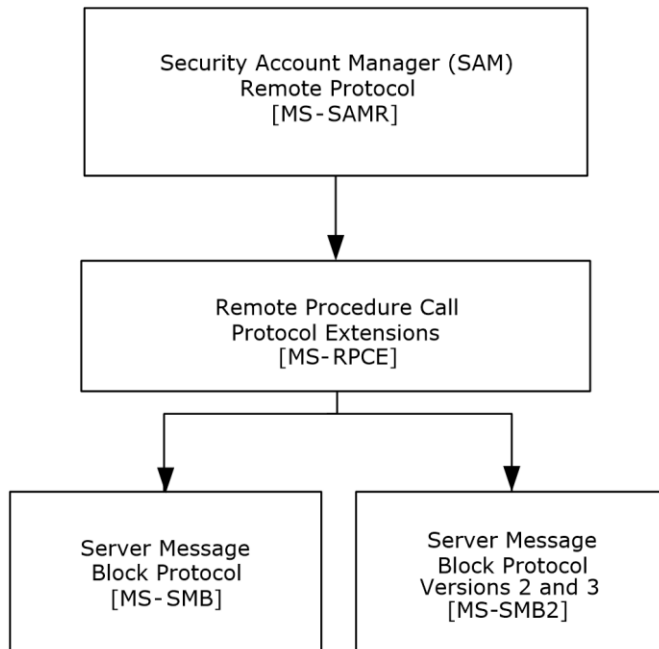 Security Account Manager (SAM)
Remote Protocol
[MS-SAMR]
Remote Procedure Call
Protocol Extensions
[MS-RPCE]
Server Message
Block Protocol
[MS-SMB]
Server Message
Block Protocol
Versions 2 and 3
[MS-SMB2]